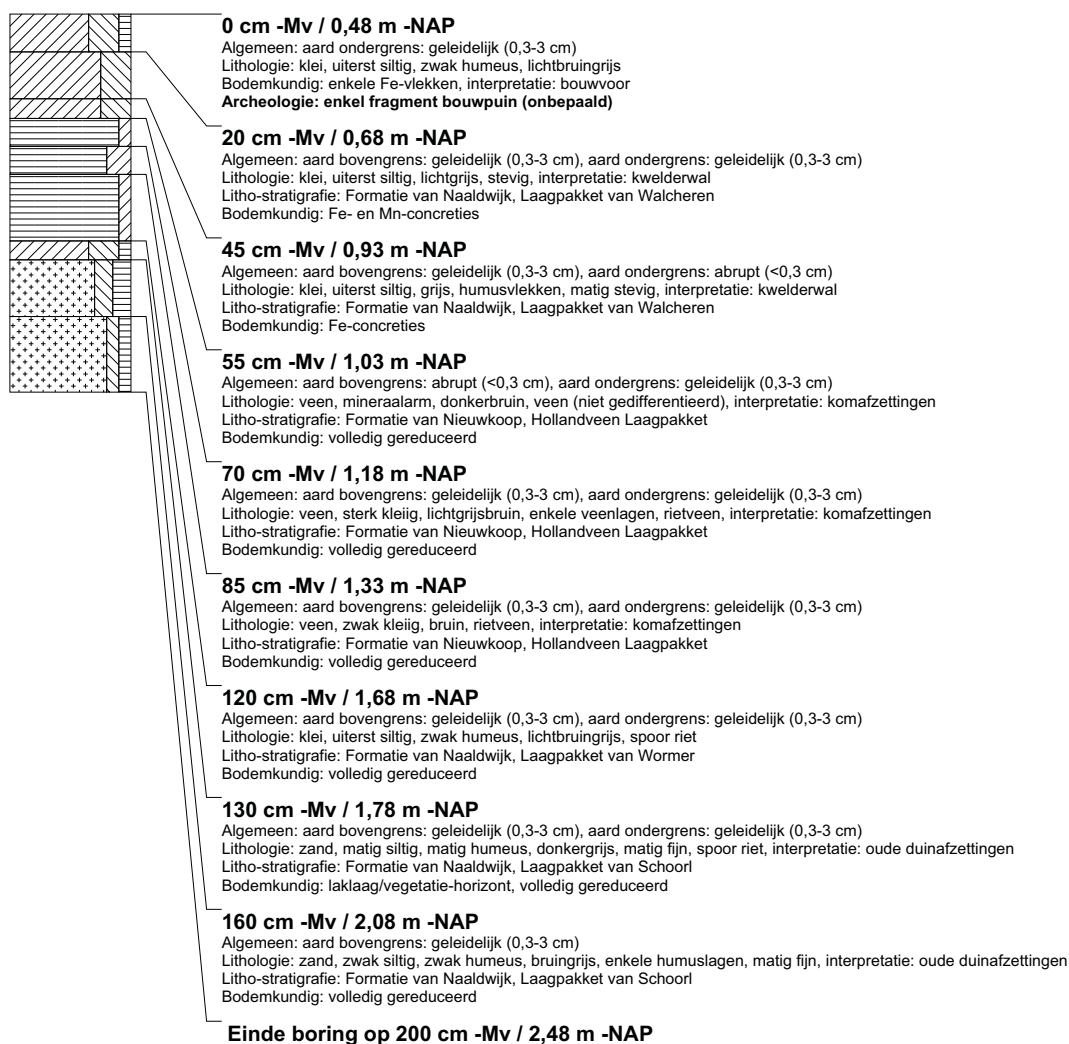 0 cm -Mv / 0,48 m -NAP
Algemeen: aard ondergrens: geleidelijk (0,3-3 cm)
Lithologie: klei, uiterst siltig, zwak humeus, lichtbruingrijs
Bodemkundig: enkele Fe-vlekken, interpretatie: bouwvoor
Archeologie: enkel fragment bouwpuin (onbepaald)
20 cm -Mv / 0,68 m -NAP
Algemeen: aard bovengrens: geleidelijk (0,3-3 cm), aard ondergrens: geleidelijk (0,3-3 cm)
Lithologie: klei, uiterst siltig, lichtgrijs, stevig, interpretatie: kwelderwal
Litho-stratigrafie: Formatie van Naaldwijk, Laagpakket van Walcheren
Bodemkundig: Fe- en Mn-concreties
45 cm -Mv / 0,93 m -NAP
Algemeen: aard bovengrens: geleidelijk (0,3-3 cm), aard ondergrens: abrupt (<0,3 cm)
Lithologie: klei, uiterst siltig, grijs, humusvlekken, matig stevig, interpretatie: kwelderwal
Litho-stratigrafie: Formatie van Naaldwijk, Laagpakket van Walcheren
Bodemkundig: Fe-concreties
55 cm -Mv / 1,03 m -NAP
Algemeen: aard bovengrens: abrupt (<0,3 cm), aard ondergrens: geleidelijk (0,3-3 cm)
Lithologie: veen, mineraalarm, donkerbruin, veen (niet gedifferentieerd), interpretatie: komafzettingen
Litho-stratigrafie: Formatie van Nieuwkoop, Hollandveen Laagpakket
Bodemkundig: volledig gereduceerd
70 cm -Mv / 1,18 m -NAP
Algemeen: aard bovengrens: geleidelijk (0,3-3 cm), aard ondergrens: geleidelijk (0,3-3 cm)
Lithologie: veen, sterk kleiig, lichtgrijsbruin, enkele veenlagen, rietveen, interpretatie: komafzettingen
Litho-stratigrafie: Formatie van Nieuwkoop, Hollandveen Laagpakket
Bodemkundig: volledig gereduceerd
85 cm -Mv / 1,33 m -NAP
Algemeen: aard bovengrens: geleidelijk (0,3-3 cm), aard ondergrens: geleidelijk (0,3-3 cm)
Lithologie: veen, zwak kleiig, bruin, rietveen, interpretatie: komafzettingen
Litho-stratigrafie: Formatie van Nieuwkoop, Hollandveen Laagpakket
Bodemkundig: volledig gereduceerd
120 cm -Mv / 1,68 m -NAP
Algemeen: aard bovengrens: geleidelijk (0,3-3 cm), aard ondergrens: geleidelijk (0,3-3 cm)
Lithologie: klei, uiterst siltig, zwak humeus, lichtbruingrijs, spoor riet
Litho-stratigrafie: Formatie van Naaldwijk, Laagpakket van Wormer
Bodemkundig: volledig gereduceerd
130 cm -Mv / 1,78 m -NAP
Algemeen: aard bovengrens: geleidelijk (0,3-3 cm), aard ondergrens: geleidelijk (0,3-3 cm)
Lithologie: zand, matig siltig, matig humeus, donkergrijs, matig fijn, spoor riet, interpretatie: oude duinafzettingen
Litho-stratigrafie: Formatie van Naaldwijk, Laagpakket van Schoorl
Bodemkundig: laklaag/vegetatie-horizont, volledig gereduceerd
160 cm -Mv / 2,08 m -NAP
Algemeen: aard bovengrens: geleidelijk (0,3-3 cm)
Lithologie: zand, zwak siltig, zwak humeus, bruingrijs, enkele humuslagen, matig fijn, interpretatie: oude duinafzettingen
Litho-stratigrafie: Formatie van Naaldwijk, Laagpakket van Schoorl
Bodemkundig: volledig gereduceerd
Einde boring op 200 cm -Mv / 2,48 m -NAP